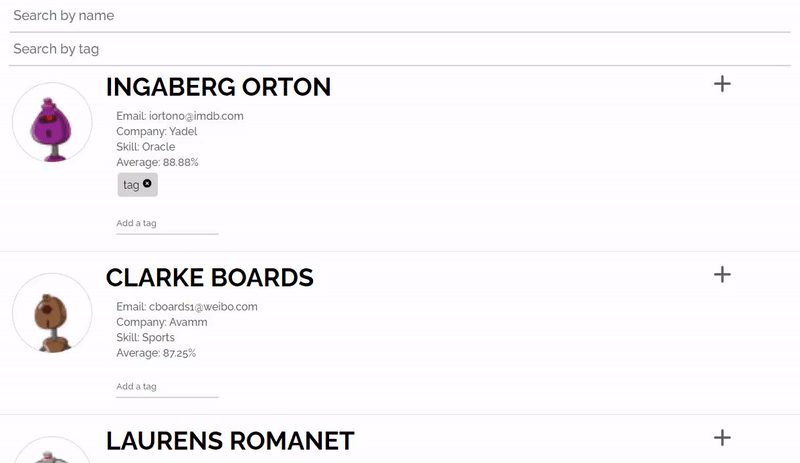 Search by name
Search by tag
INGABERG ORTON
Email: iorton0@imdb.com
Company: Yadel
Skill: Oracle
Average: 88.88%
tag
Add a tag
CLARKE BOARDS
Email: cboards1@weibo.com
Company: Avamm
Skill: Sports
Average: 87.25%
Add a tag
LAURENS ROMANET